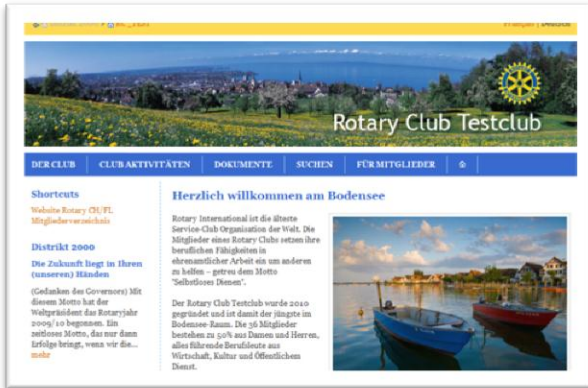 Français | Deutsch
Rotary Club Testclub
DER CLUB | CLUB AKTIVITÄTEN | DOKUMENTE | SUCHEN | FÜR MITGLIEDER
Shortcuts
Website Rotary CH/FL
Mitgliederverzeichnis
Distrikt 2000
Die Zukunft liegt in Ihren
(unseren) Händen
(Gedanken des Governors) Mit
diesem Motto hat der
Weltpräsident das Rotaryjahr
2009/10 begonnen. Ein
zeitloses Motto, das nur dann
Erfolge bringt, wenn wir die...
mehr
Herzlich willkommen am Bodensee
Rotary International ist die älteste
Service-Club Organisation der Welt. Die
Mitglieder eines Rotary Clubs setzen ihre
beruflichen Fähigkeiten in
ehrenamtlicher Arbeit ein um anderen
zu helfen – getreu dem Motto
"Selbstloses Dienen".
Der Rotary Club Testclub wurde 2010
gegründet und ist damit der jüngste im
Bodensee-Raum. Die 36 Mitglieder
bestehen zu 50% aus Damen und Herren,
alles führende Berufsleute aus
Wirtschaft, Kultur und Öffentlichem
Dienst.